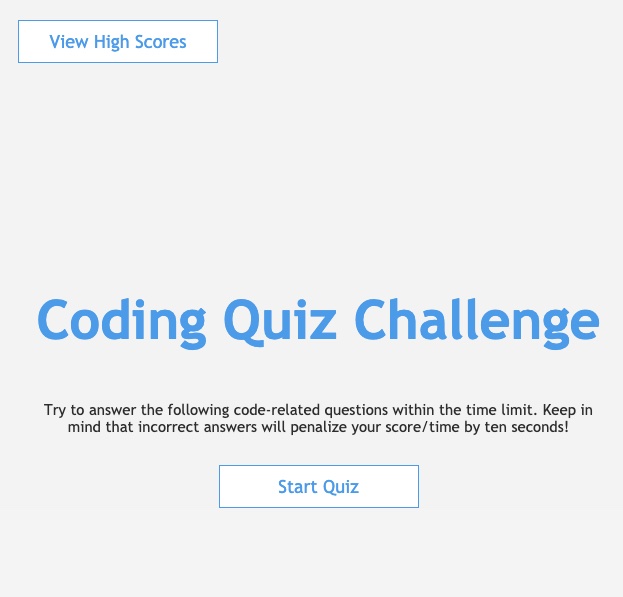 View High Scores
Coding Quiz Challenge
Try to answer the following code-related questions within the time limit. Keep in
mind that incorrect answers will penalize your score/time by ten seconds!
Start Quiz